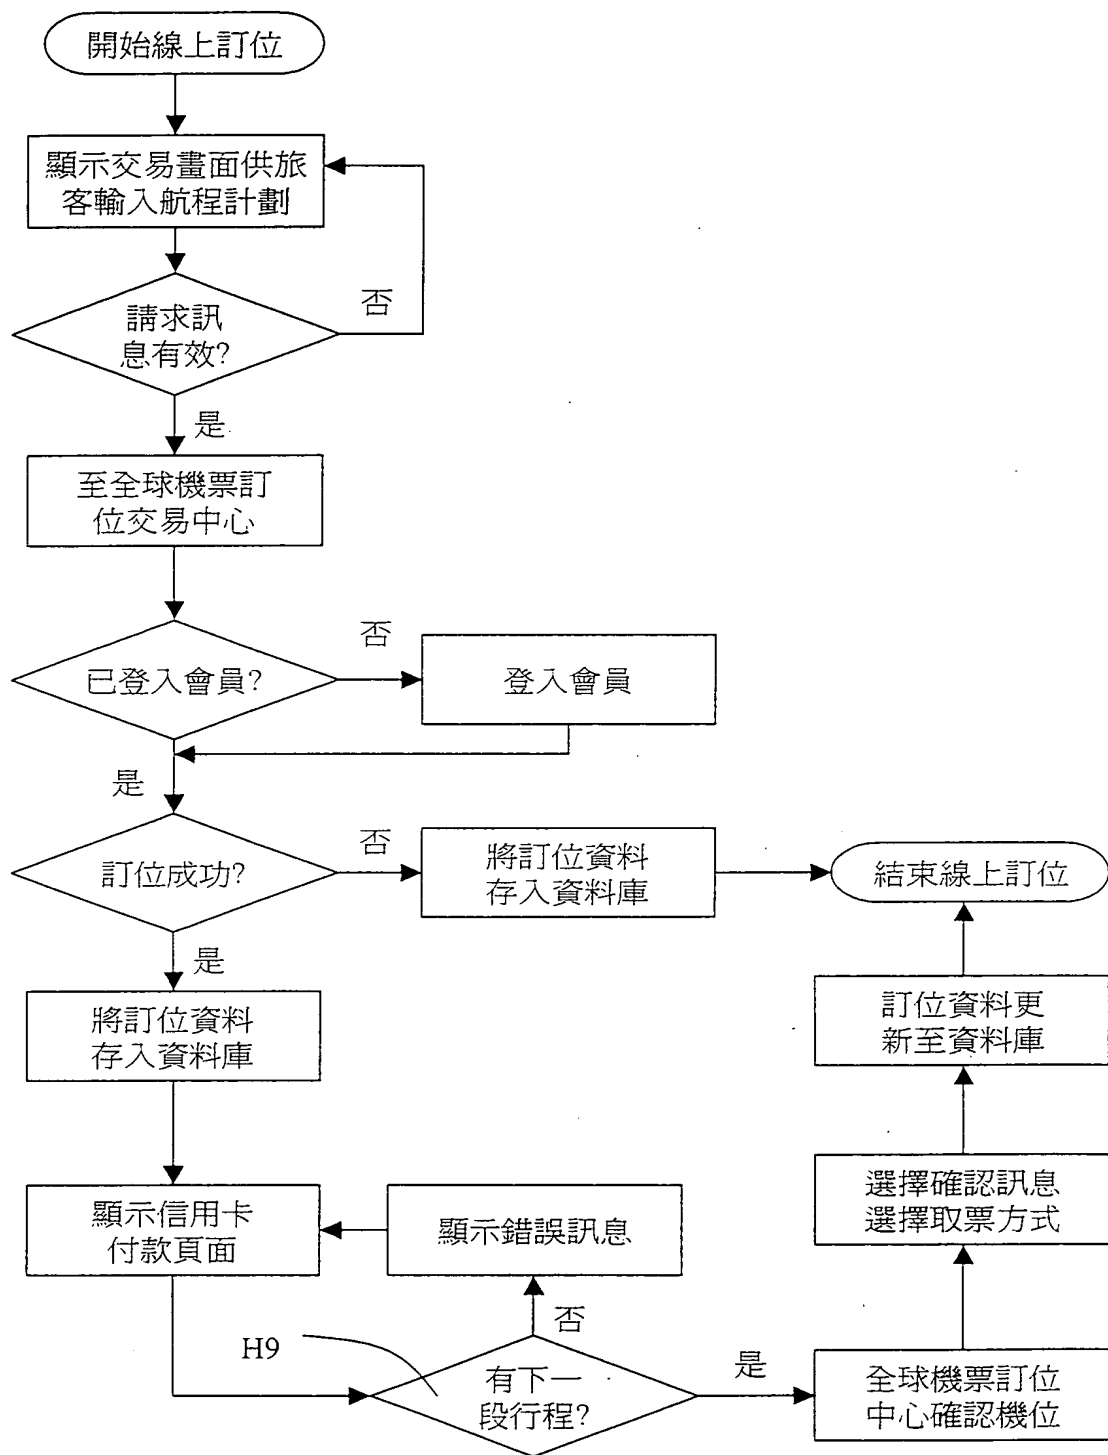 開始線上訂位
顯示交易畫面供旅
客輸入航程計劃
請求訊
息有效?
否
是
至全球機票訂
位交易中心
已登入會員?
否
登入會員
是
訂位成功?
否
將訂位資料
存入資料庫
結束線上訂位
是
將訂位資料
存入資料庫
訂位資料更
新至資料庫
顯示信用卡
付款頁面
顯示錯誤訊息
選擇確認訊息
選擇取票方式
否
H9
有下一
段行程?
是
全球機票訂位
中心確認機位